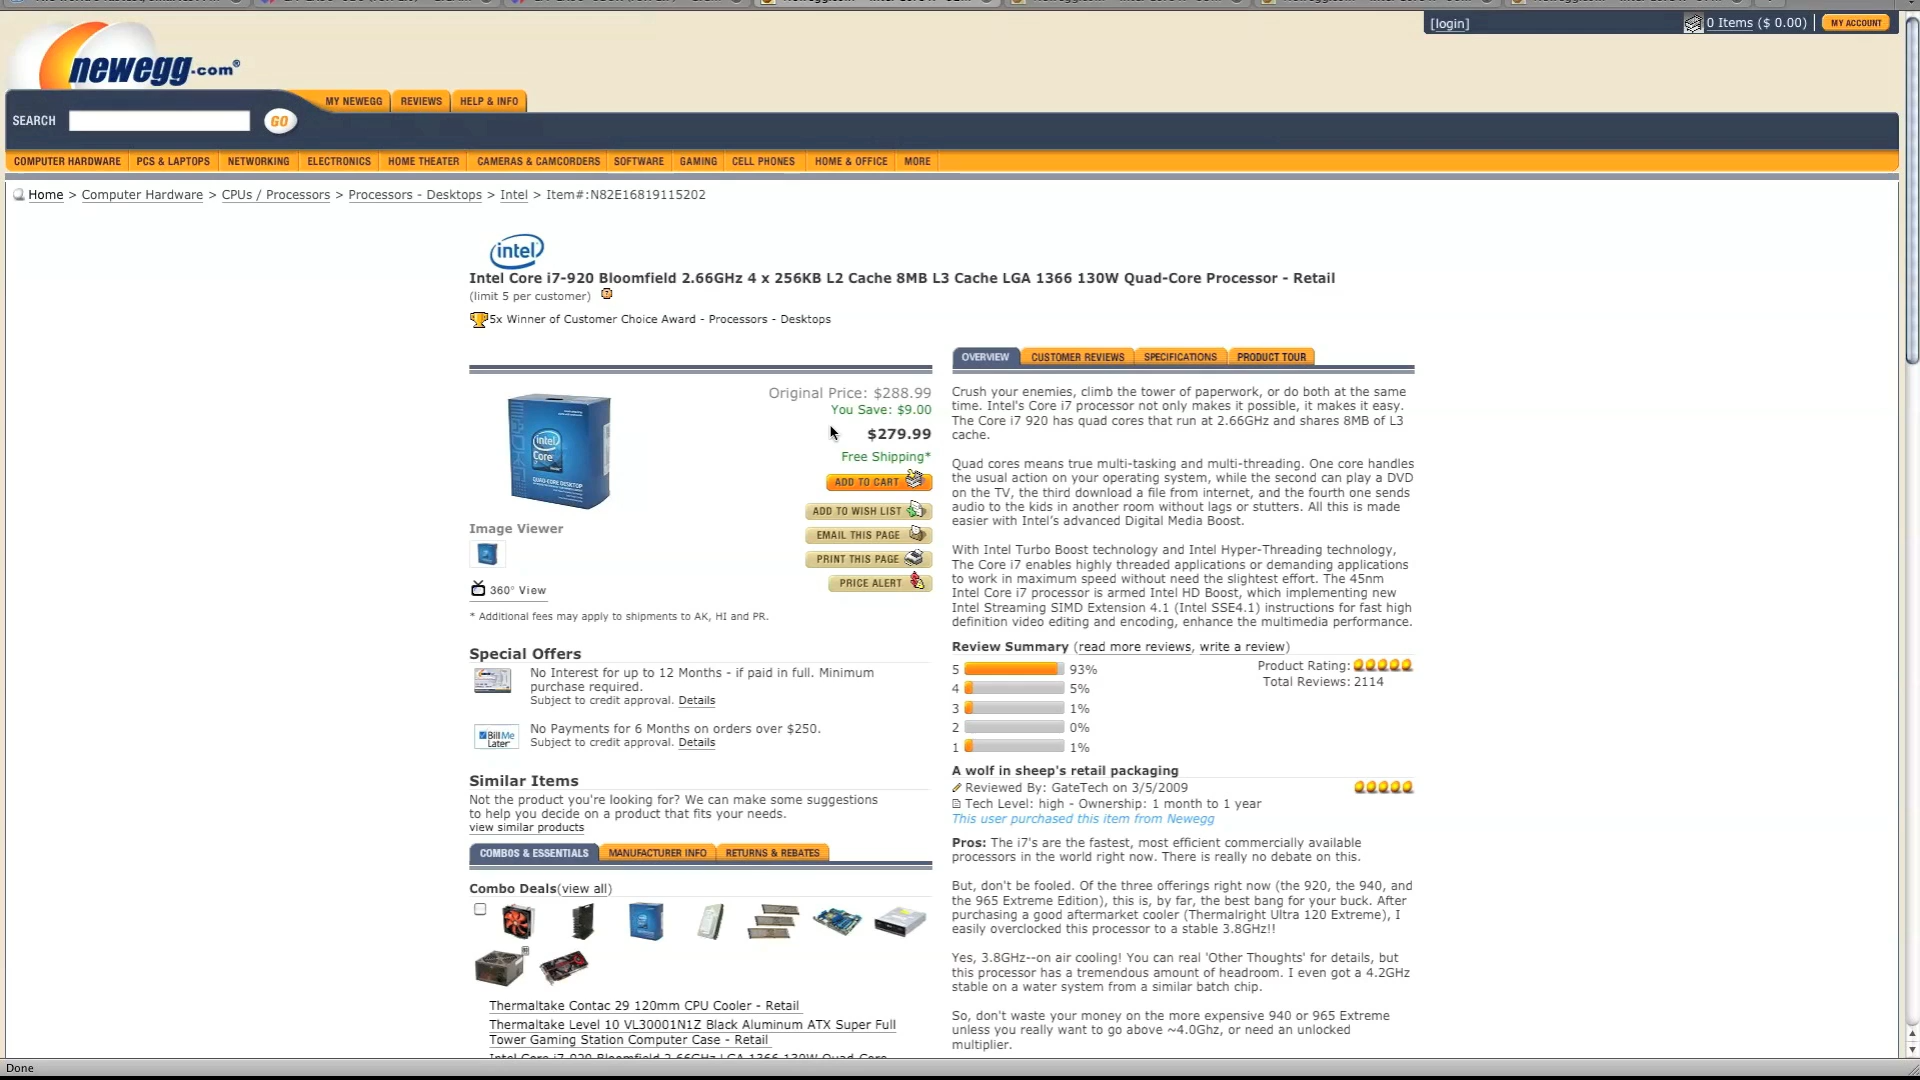 [login]
0 Items ($ 0.00)
MY ACCOUNT
newegg.com®
MY NEWEGG
REVIEWS
HELP & INFO
SEARCH
GO
COMPUTER HARDWARE
PCS & LAPTOPS
NETWORKING
ELECTRONICS
HOME THEATER
CAMERAS & CAMCORDERS
SOFTWARE
GAMING
CELL PHONES
HOME & OFFICE
MORE
Home > Computer Hardware > CPUs / Processors > Processors - Desktops > Intel > Item#:N82E16819115202
intel
Intel Core i7-920 Bloomfield 2.66GHz 4 x 256KB L2 Cache 8MB L3 Cache LGA 1366 130W Quad-Core Processor - Retail
(limit 5 per customer)
5x Winner of Customer Choice Award - Processors - Desktops
Original Price: $288.99
You Save: $9.00
$279.99
Free Shipping*
ADD TO CART
ADD TO WISH LIST
EMAIL THIS PAGE
PRINT THIS PAGE
PRICE ALERT
intel
Core
Image Viewer
360° View
* Additional fees may apply to shipments to AK, HI and PR.
Special Offers
No Interest for up to 12 Months - if paid in full. Minimum
purchase required.
Subject to credit approval. Details
Bill Me
Later
No Payments for 6 Months on orders over $250.
Subject to credit approval. Details
Similar Items
Not the product you're looking for? We can make some suggestions
to help you decide on a product that fits your needs.
view similar products
COMBOS & ESSENTIALS
MANUFACTURER INFO
RETURNS & REBATES
Combo Deals(view all)
Thermaltake Contac 29 120mm CPU Cooler - Retail
Thermaltake Level 10 VL30001N1Z Black Aluminum ATX Super Full
Tower Gaming Station Computer Case - Retail
Intel Core i7-920 Bloomfield 2.66GHz LGA 1366 130W Quad-Core
OVERVIEW
CUSTOMER REVIEWS
SPECIFICATIONS
PRODUCT TOUR
Crush your enemies, climb the tower of paperwork, or do both at the same
time. Intel's Core i7 processor not only makes it possible, it makes it easy.
The Core i7 920 has quad cores that run at 2.66GHz and shares 8MB of L3
cache.
Quad cores means true multi-tasking and multi-threading. One core handles
the usual action on your operating system, while the second can play a DVD
on the TV, the third download a file from internet, and the fourth one sends
audio to the kids in another room without lags or stutters. All this is made
easier with Intel's advanced Digital Media Boost.
With Intel Turbo Boost technology and Intel Hyper-Threading technology,
The Core i7 enables highly threaded applications or demanding applications
to work in maximum speed without need the slightest effort. The 45nm
Intel Core i7 processor is armed Intel HD Boost, which implementing new
Intel Streaming SIMD Extension 4.1 (Intel SSE4.1) instructions for fast high
definition video editing and encoding, enhance the multimedia performance.
Review Summary (read more reviews, write a review)
5 93%
4 5%
3 1%
2 0%
1 1%
Product Rating:
Total Reviews: 2114
A wolf in sheep's retail packaging
Reviewed By: GateTech on 3/5/2009
Tech Level: high - Ownership: 1 month to 1 year
This user purchased this item from Newegg
Pros: The i7's are the fastest, most efficient commercially available
processors in the world right now. There is really no debate on this.
But, don't be fooled. Of the three offerings right now (the 920, the 940, and
the 965 Extreme Edition), this is, by far, the best bang for your buck. After
purchasing a good aftermarket cooler (Thermalright Ultra 120 Extreme), I
easily overclocked this processor to a stable 3.8GHz!!
Yes, 3.8GHz--on air cooling! You can real 'Other Thoughts' for details, but
this processor has a tremendous amount of headroom. I even got a 4.2GHz
stable on a water system from a similar batch chip.
So, don't waste your money on the more expensive 940 or 965 Extreme
unless you really want to go above ~4.0Ghz, or need an unlocked
multiplier.
Done